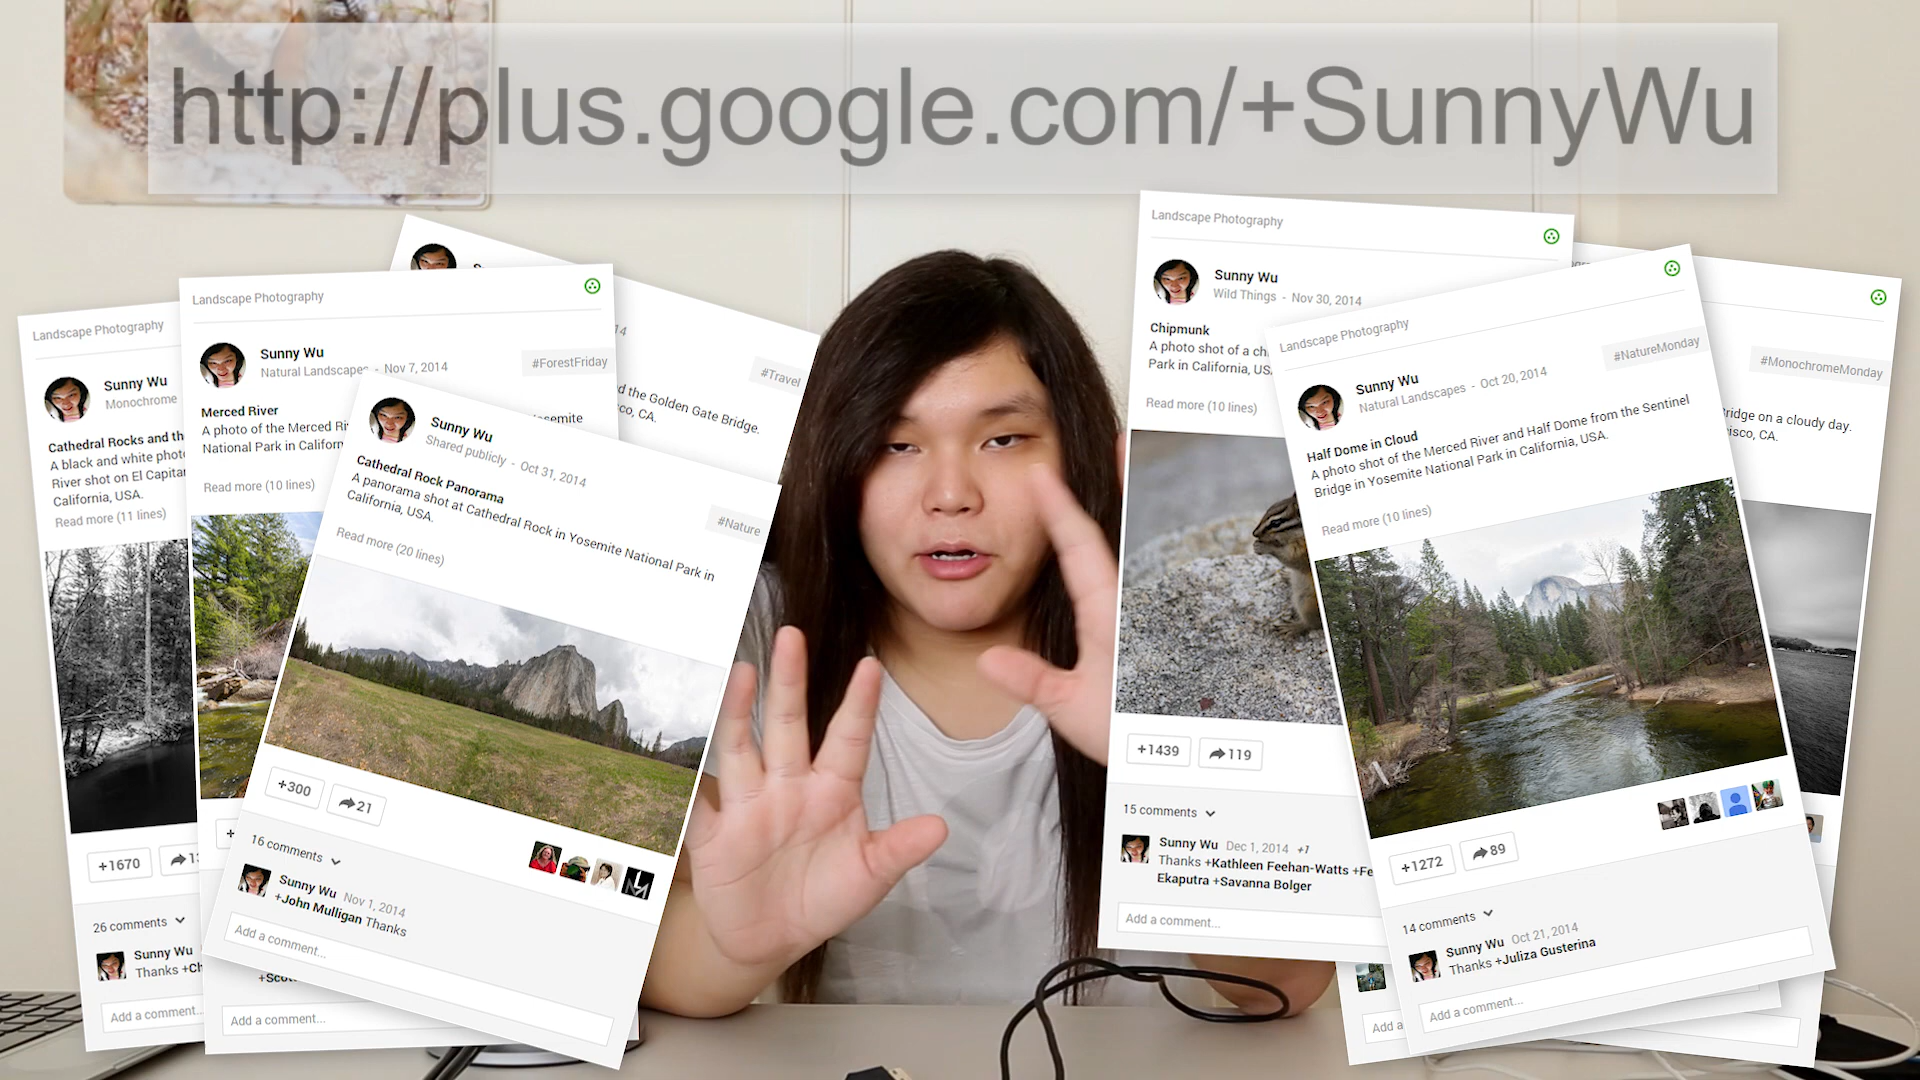 http://plus.google.com/+SunnyWu
Landscape Photography
Sunny Wu
Monochrome
Cathedral Rocks and th
A black and white photo
River shot on El Capitan
California, USA.
Read more (11 lines)
+1670
26 comments
Sunny Wu
Thanks +Ch
Add a comment...
Landscape Photography
Sunny Wu
Natural Landscapes - Nov 7, 2014
#ForestFriday
Merced River
A photo of the Merced Ri
National Park in Californ
Read more (10 lines)
Add a comment...
#Travel
d the Golden Gate Bridge.
co, CA.
Sunny Wu
Shared publicly - Oct 31, 2014
Cathedral Rock Panorama
A panorama shot at Cathedral Rock in Yosemite National Park in
California, USA.
#Nature
Read more (20 lines)
+300
21
16 comments
Sunny Wu Nov 1, 2014
+John Mulligan Thanks
Add a comment...
Landscape Photography
Sunny Wu
Wild Things - Nov 30, 2014
Chipmunk
A photo shot of a ch
Park in California, US
Read more (10 lines)
+1439
119
15 comments
Sunny Wu Dec 1, 2014 +1
Thanks +Kathleen Feehan-Watts +Fe
Ekaputra +Savanna Bolger
Add a comment...
Landscape Photography
Sunny Wu
Natural Landscapes - Oct 20, 2014
#NatureMonday
Half Dome in Cloud
A photo shot of the Merced River and Half Dome from the Sentinel
Bridge in Yosemite National Park in California, USA.
Read more (10 lines)
+1272
89
14 comments
Sunny Wu Oct 21, 2014
Thanks +Juliza Gusterina
Add a comment...
#MonochromeMonday
Bridge on a cloudy day.
isco, CA.
Add a